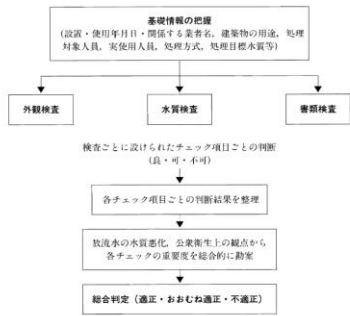 基礎情報の把握
(設置・使用年月日・関係する業者名,建築物の用途,処理
対象人員,実使用人員,処理方式,処理目標水質等)
外観検査
水質検査
書類検査
検査ごとに設けられたチェック項目ごとの判断
(良・可・不可)
各チェック項目ごとの判断結果を整理
放流水の水質悪化,公衆衛生上の観点から
各チェックの重要度を総合的に勘案
総合判定(適正・おおむね適正・不適正)